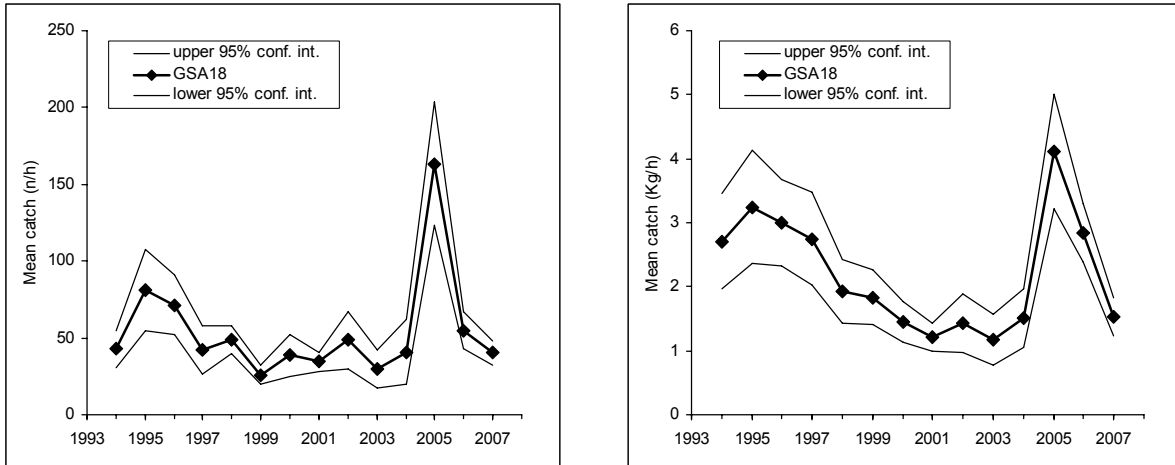 250
200
150
100
50
0
Mean catch (n/h)
upper 95% conf. int.
GSA18
lower 95% conf. int.
1993 1995 1997 1999 2001 2003 2005 2007
6
5
4
3
2
1
0
Mean catch (Kg/h)
upper 95% conf. int.
GSA18
lower 95% conf. int.
1993 1995 1997 1999 2001 2003 2005 2007